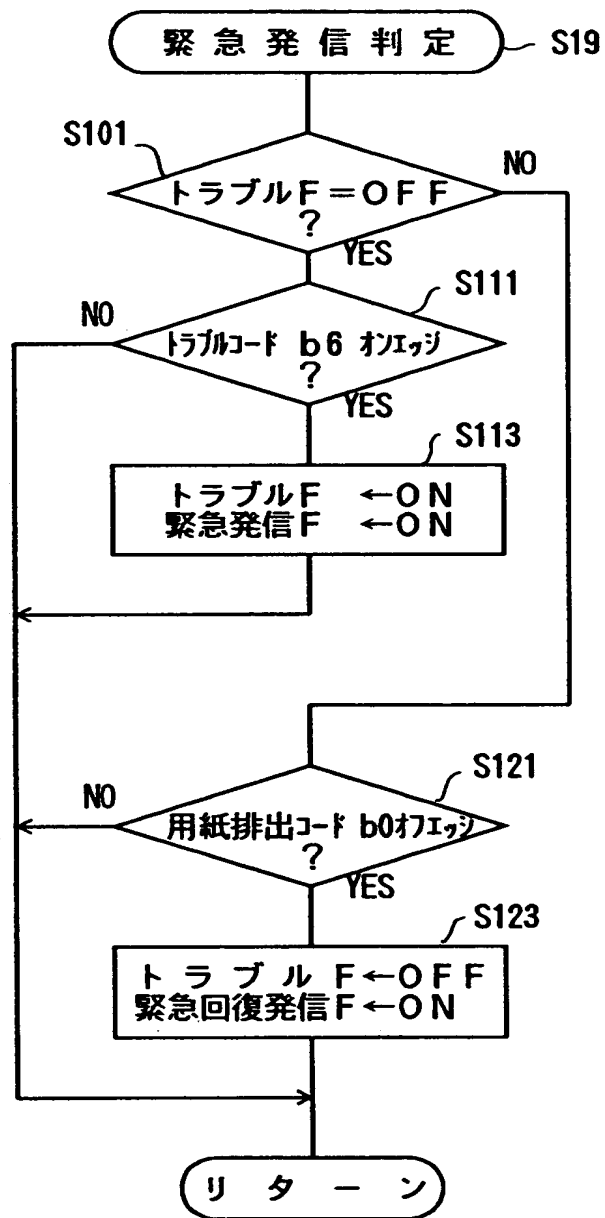 緊急発信判定
S19
S101
トラブルF=OFF
?
NO
YES
S111
NO
トラブルコード b6 オンエッジ
?
YES
S113
トラブルF ←ON
緊急発信F ←ON
S121
NO
用紙排出コード b0オフエッジ
?
YES
S123
トラブル F←OFF
緊急回復発信F←ON
リターン